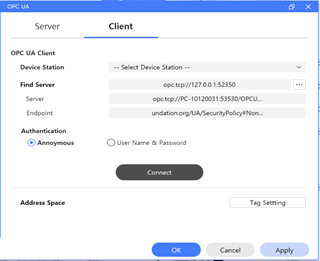 OPC UA
Server
Client
OPC UA Client
Device Station
-- Select Device Station --
Find Server
opc.tcp://127.0.0.1:52350
...
Server
opc.tcp://PC-10120031:53530/OPCU...
Endpoint
undation.org/UA/SecurityPolicy#Non...
Authentication
Annoymous
User Name & Password
Connect
Address Space
Tag Settting
OK
Cancel
Apply